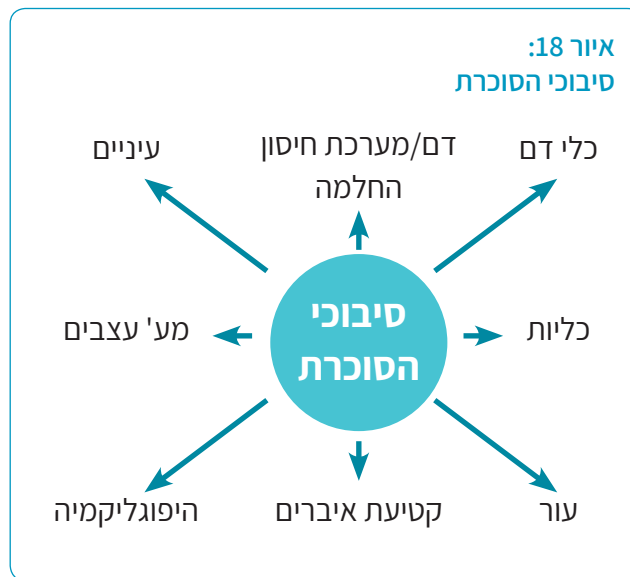 איור 18:
סיבוכי הסוכרת
כלי דם
דם/מערכת חיסון
החלמה
עיניים
כליות
סיבוכי
הסוכרת
מע' עצבים
עור
קטיעת איברים
היפוגליקמיה